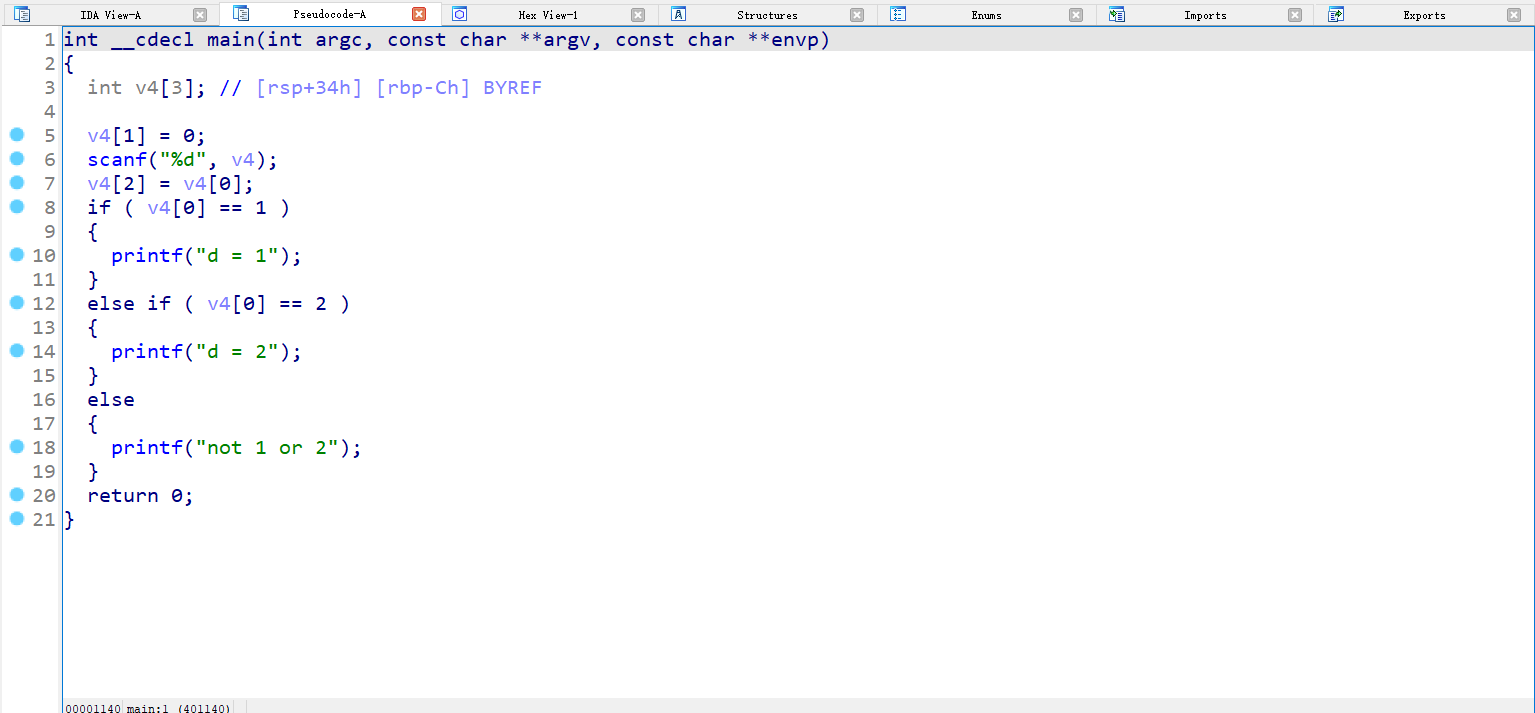 IDA View-A Pseudocode-A Hex View-1 Structures Enums Imports Exports
1 int __cdecl main(int argc, const char **argv, const char **envp)
2 {
3   int v4[3]; // [rsp+34h] [rbp-Ch] BYREF
4
5   v4[1] = 0;
6   scanf("%d", v4);
7   v4[2] = v4[0];
8   if ( v4[0] == 1 )
9   {
10     printf("d = 1");
11   }
12   else if ( v4[0] == 2 )
13   {
14     printf("d = 2");
15   }
16   else
17   {
18     printf("not 1 or 2");
19   }
20   return 0;
21 }
00001140 main:1 (401140)